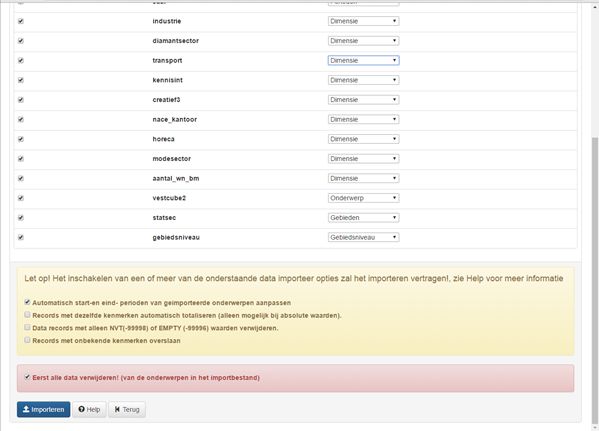 industrie Dimensie
diamantsector Dimensie
transport Dimensie
kennisint Dimensie
creatief3 Dimensie
nace_kantoor Dimensie
horeca Dimensie
modesector Dimensie
aantal_wn_bm Dimensie
vestcube2 Onderwerp
statsec Gebieden
gebiedsniveau Gebiedsniveau
Let op! Het inschakelen van een of meer van de onderstaande data importeer opties zal het importeren vertragen!, zie Help voor meer informatie
Automatisch start-en eind- perioden van geimporteerde onderwerpen aanpassen
Records met dezelfde kenmerken automatisch totaliseren (alleen mogelijk bij absolute waarden).
Data records met alleen NVT(-99998) of EMPTY (-99996) waarden verwijderen.
Records met onbekende kenmerken overslaan
Eerst alle data verwijderen! (van de onderwerpen in het importbestand)
Importeren Help Terug